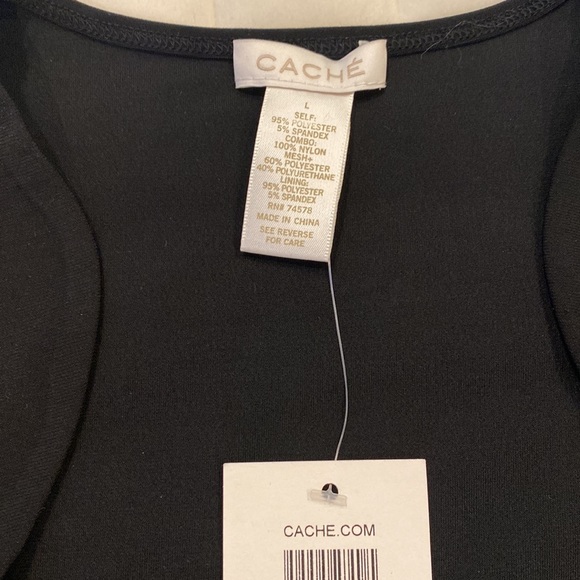 CACHÉ
L
SELF:
95% POLYESTER
5% SPANDEX
COMBO:
100% NYLON
MESH+
60% POLYESTER
40% POLYURETHANE
LINING:
95% POLYESTER
5% SPANDEX
RN# 74578
MADE IN CHINA
SEE REVERSE
FOR CARE
CACHE.COM